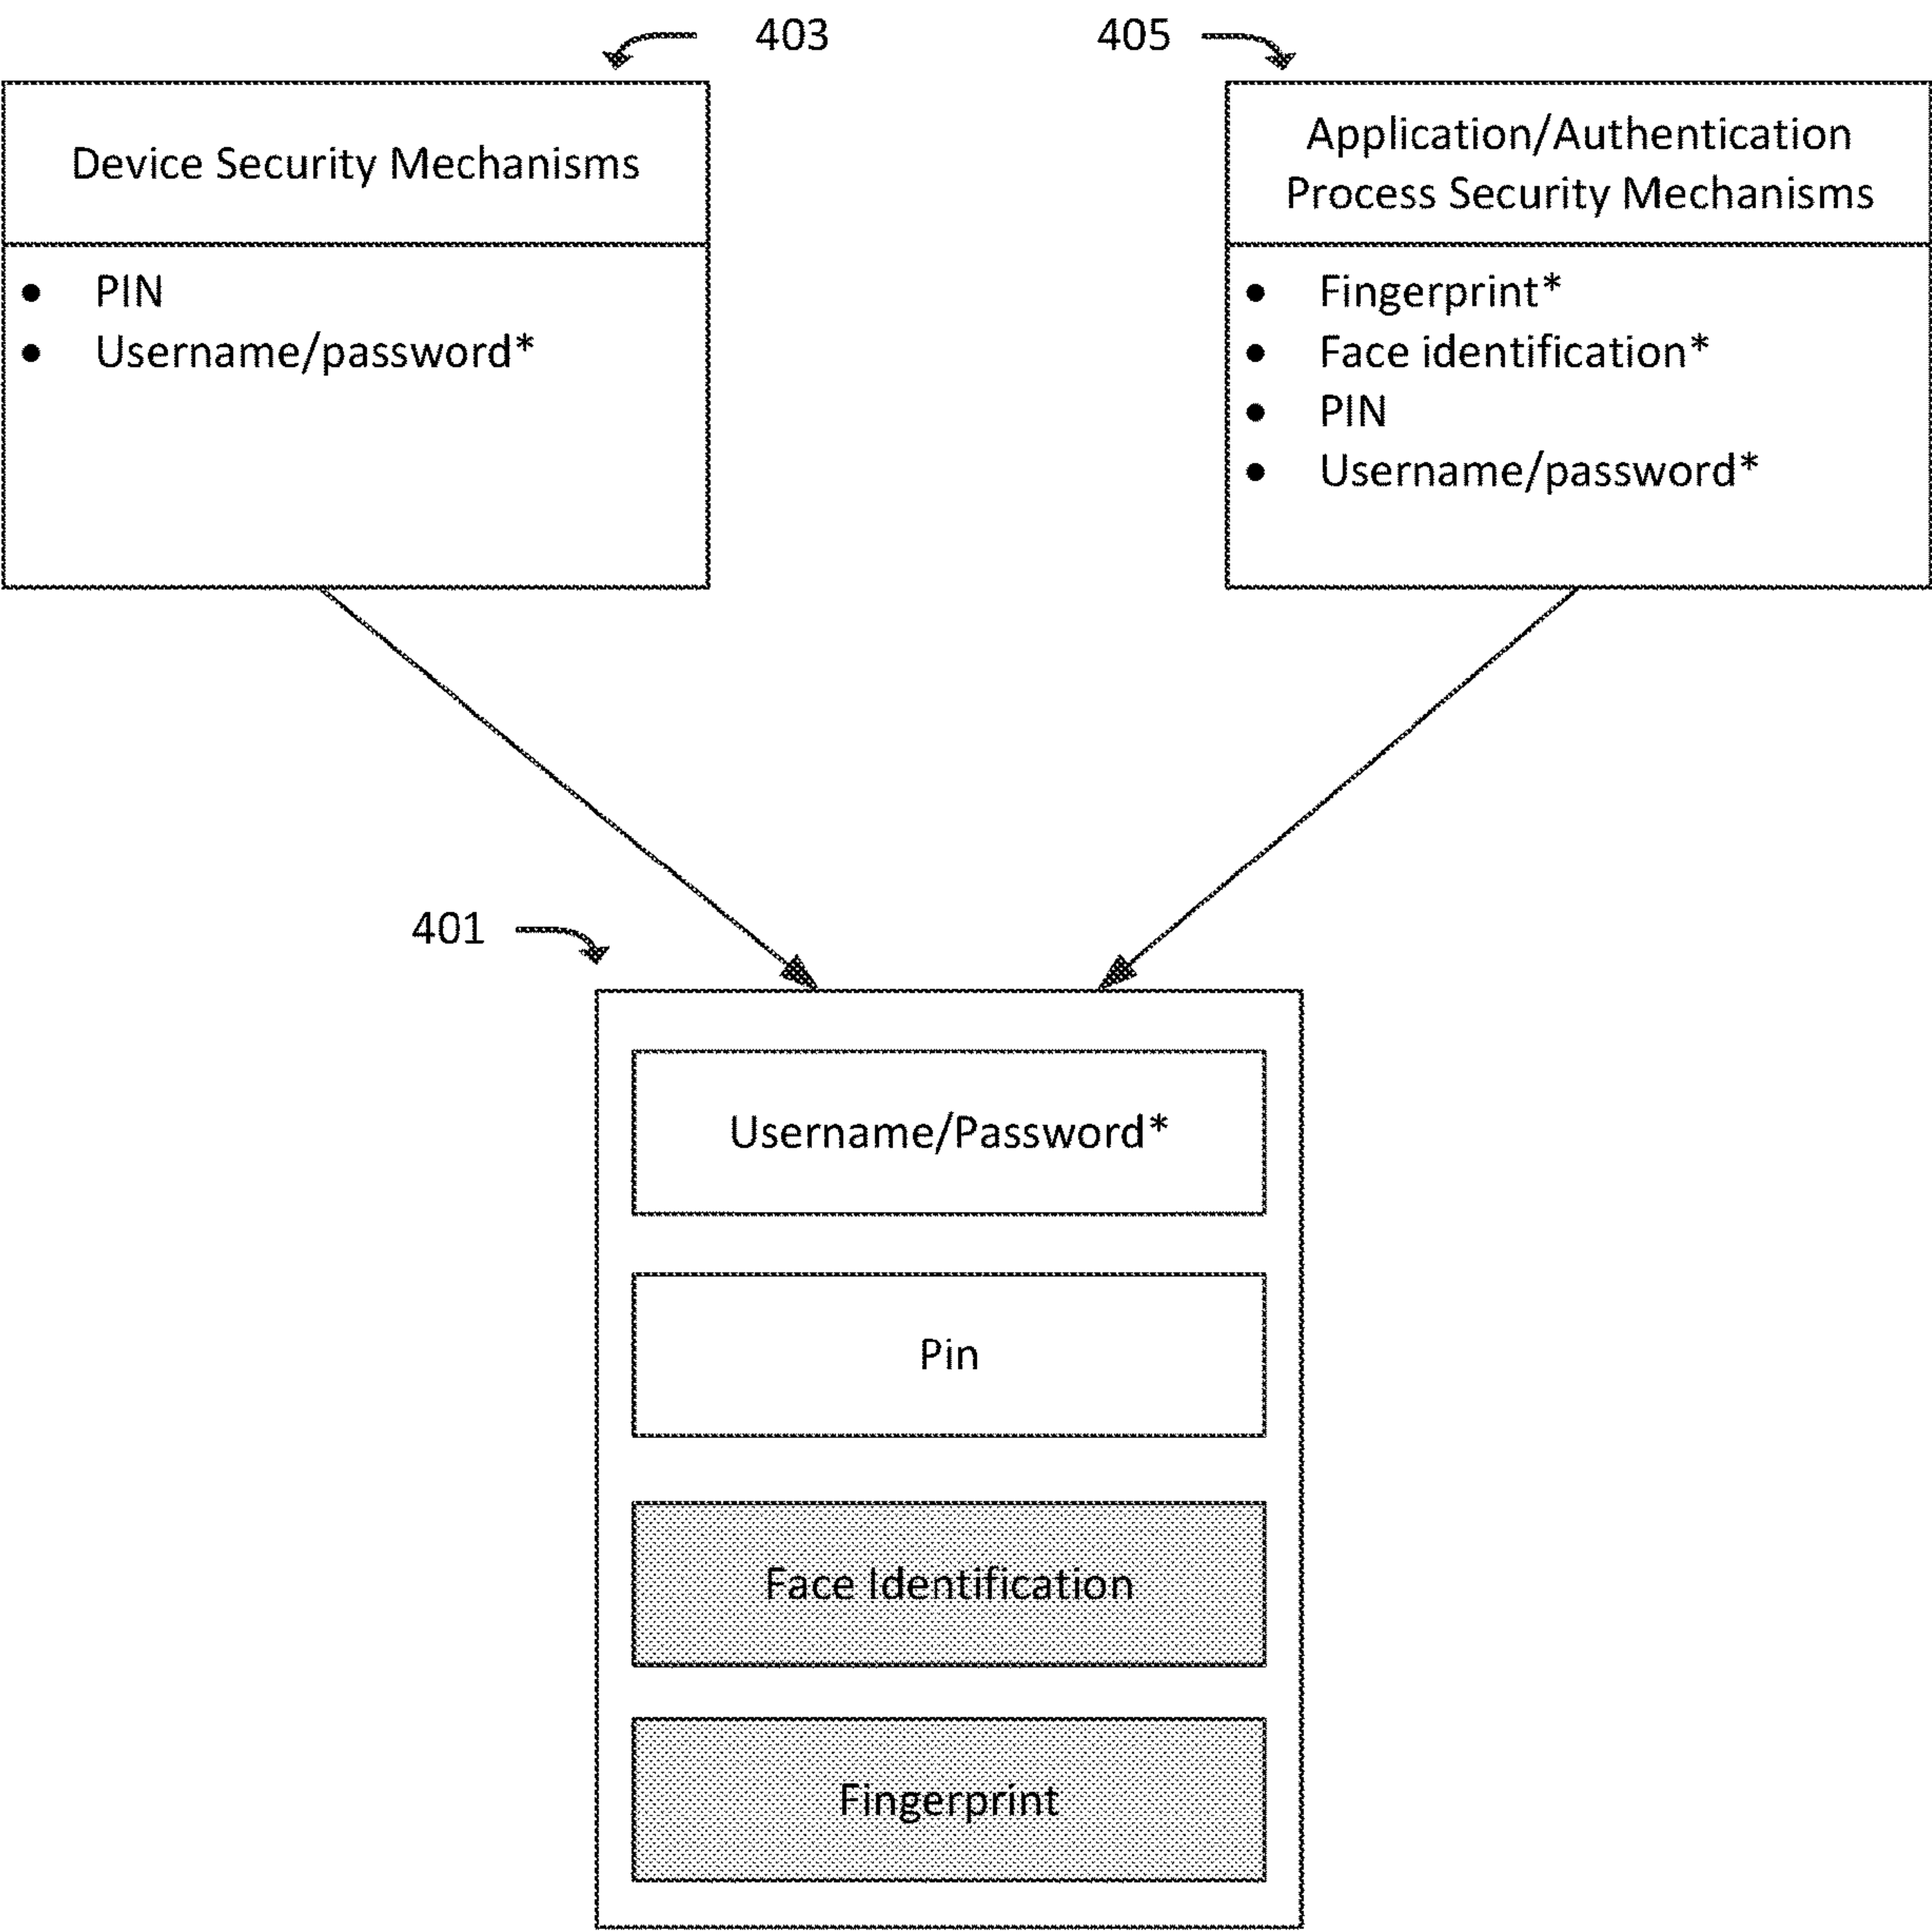 403
405
Device Security Mechanisms
Application/Authentication
Process Security Mechanisms
• PIN
• Username/password*
• Fingerprint*
• Face identification*
• PIN
• Username/password*
401
Username/Password*
Pin
Face Identification
Fingerprint